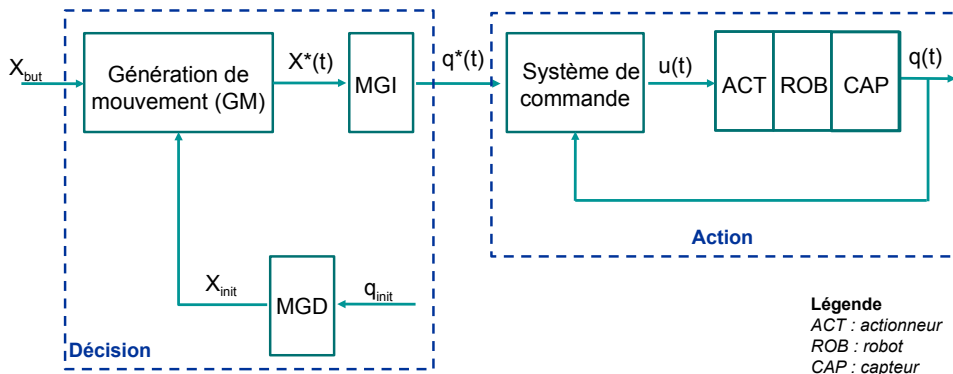 X_but
Génération de
mouvement (GM)
X*(t)
MGI
q*(t)
Système de
commande
u(t)
ACT
ROB
CAP
q(t)
Action
X_init
MGD
q_init
Décision
Légende
ACT : actionneur
ROB : robot
CAP : capteur